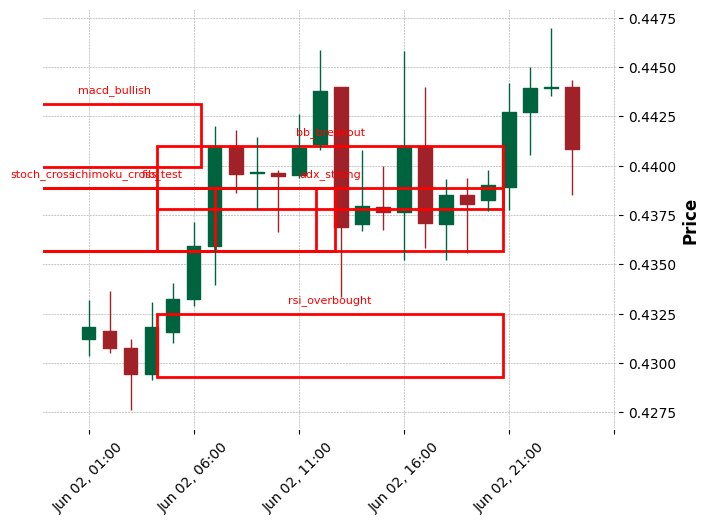 0.4475
0.4450
0.4425
0.4400
0.4375
0.4350
0.4325
0.4300
0.4275
Price
macd_bullish
bb_breakout
stoch_cross
ichimoku_cross
fib_test
adx_strong
rsi_overbought
Jun 02, 01:00
Jun 02, 06:00
Jun 02, 11:00
Jun 02, 16:00
Jun 02, 21:00